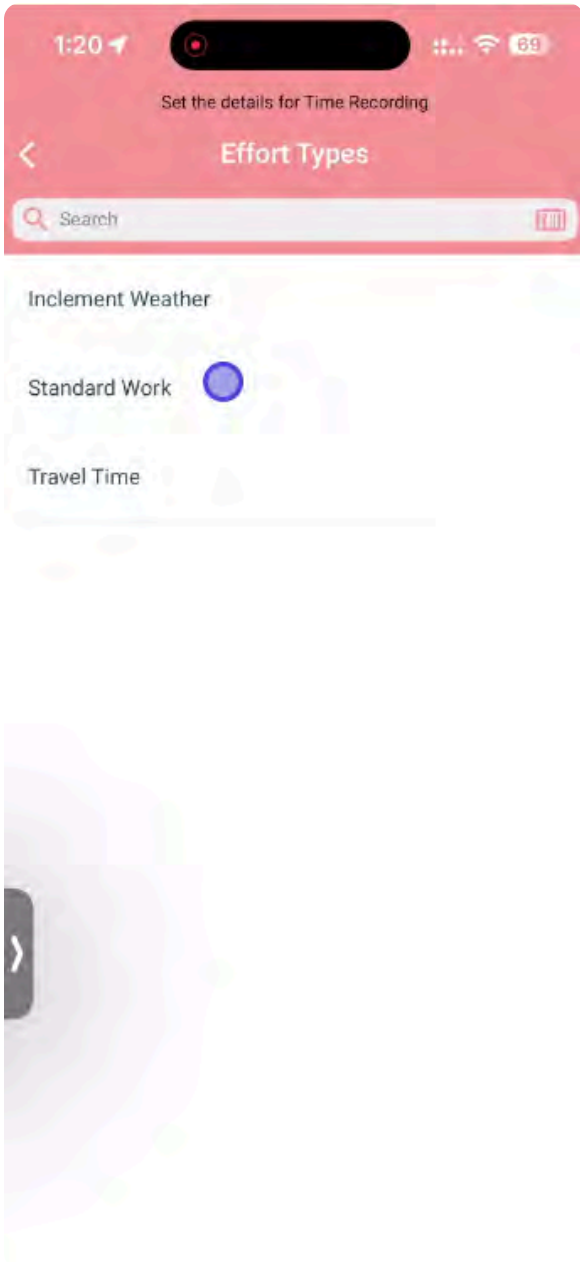 1:20
69
Set the details for Time Recording
Effort Types
Search
Inclement Weather
Standard Work
Travel Time